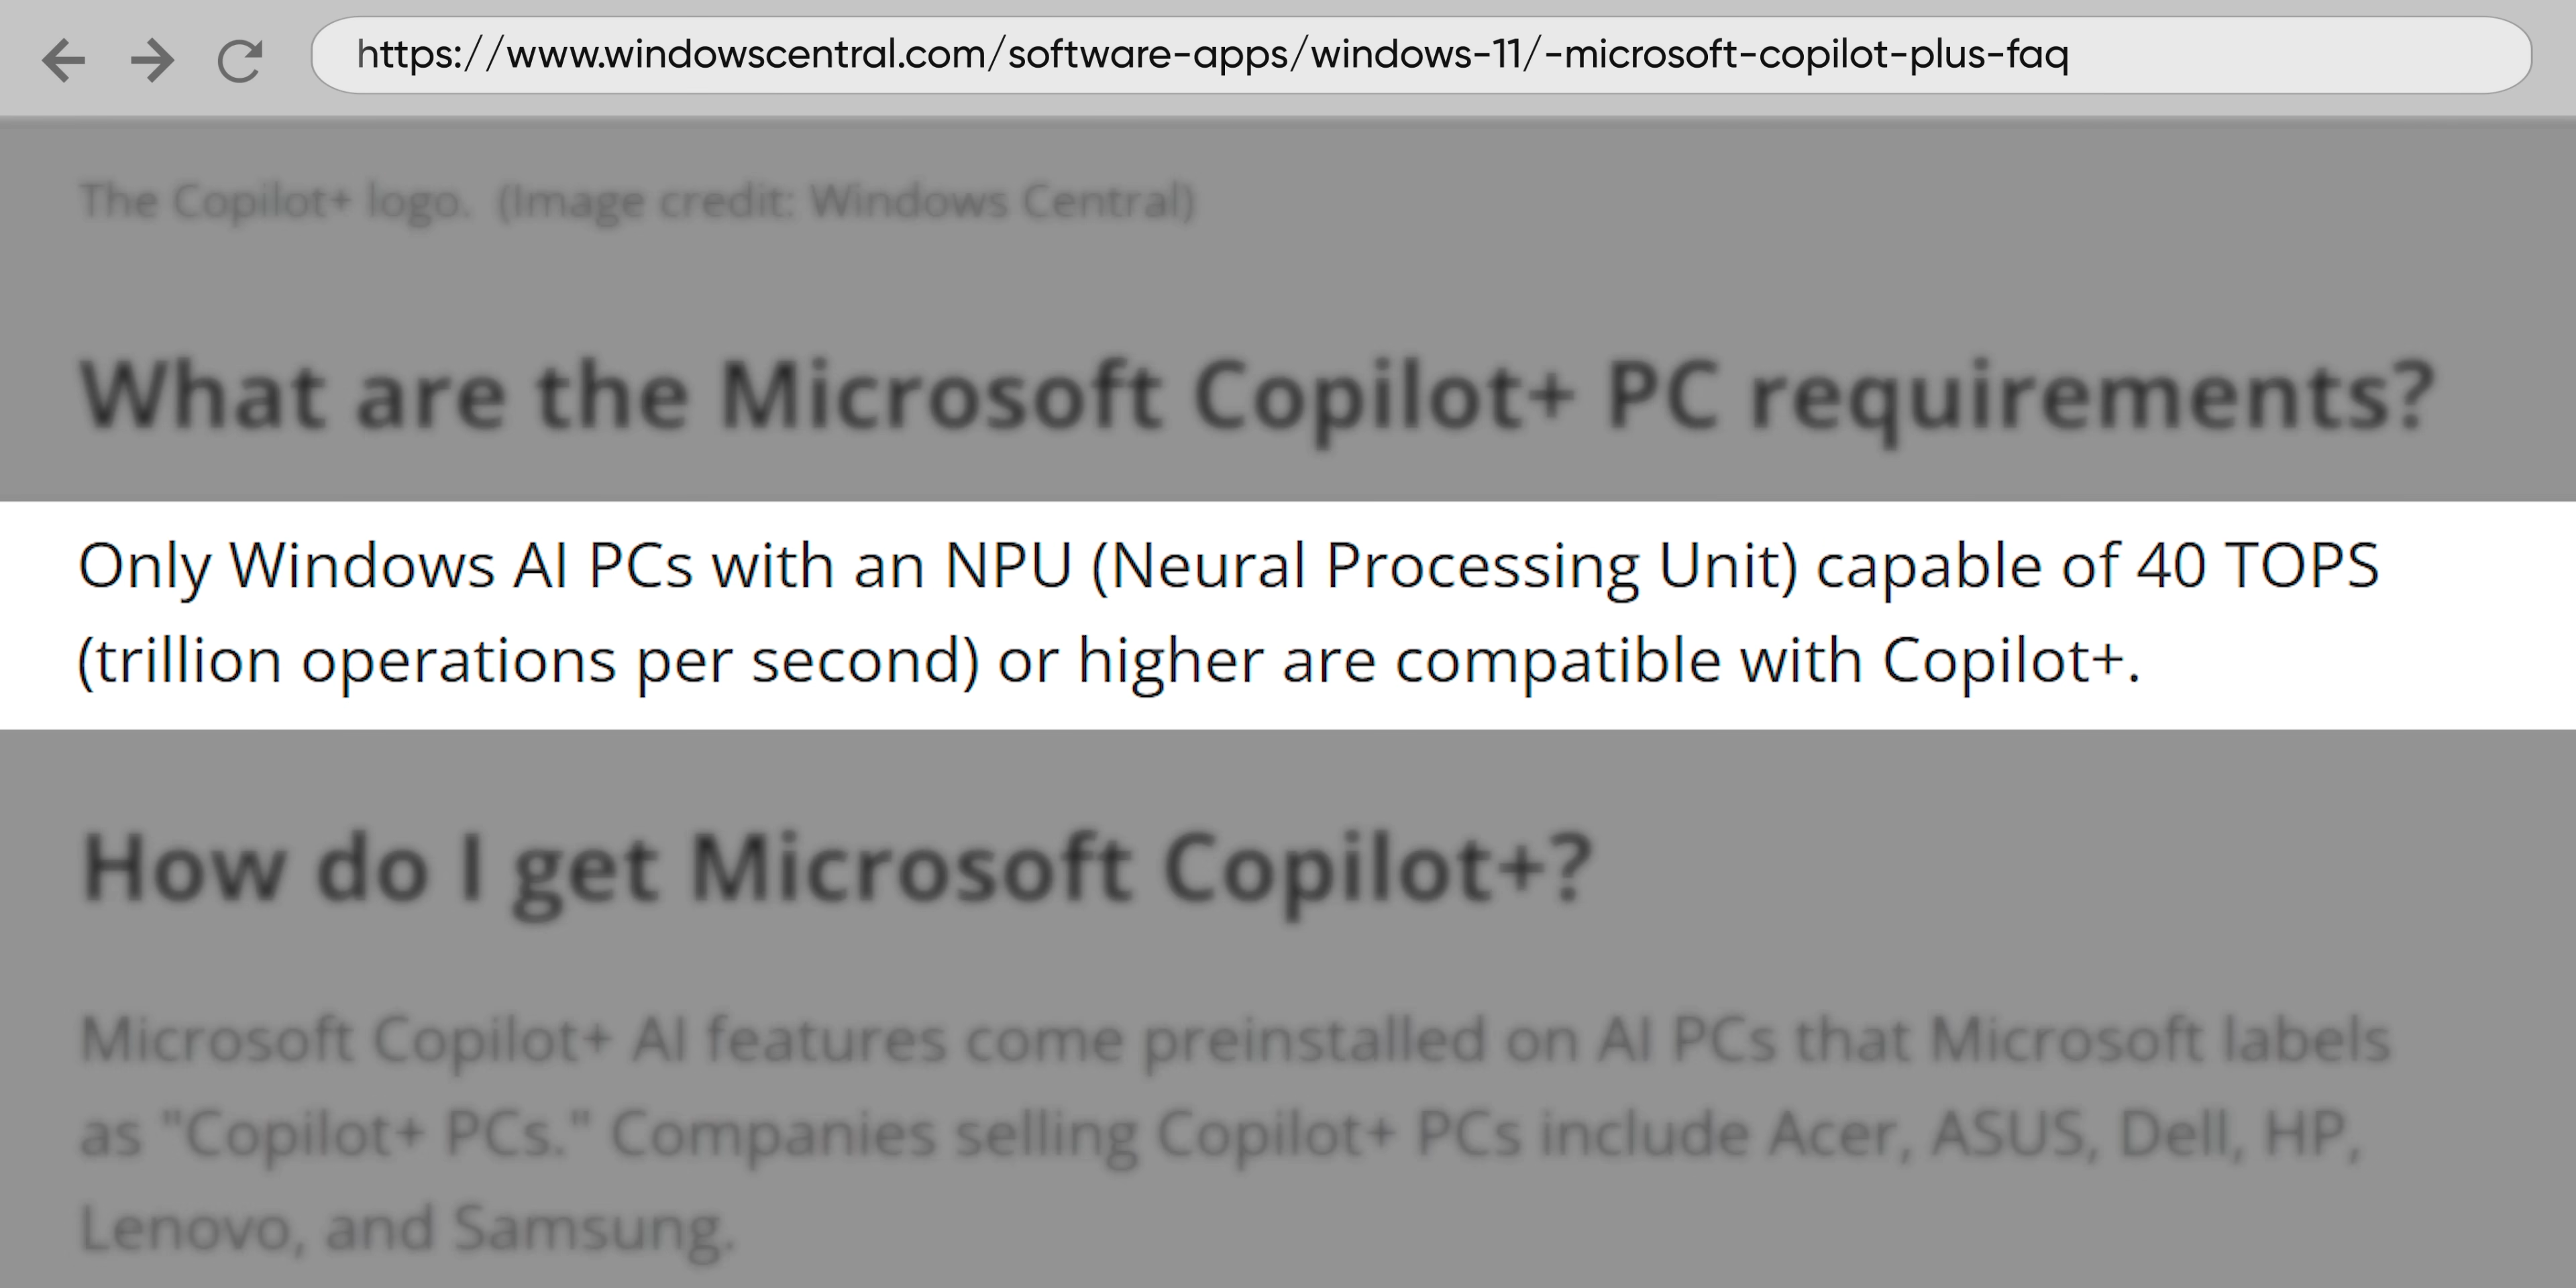 https://www.windowscentral.com/software-apps/windows-11/-microsoft-copilot-plus-faq
The Copilot+ logo. (Image credit: Windows Central)
What are the Microsoft Copilot+ PC requirements?
Only Windows AI PCs with an NPU (Neural Processing Unit) capable of 40 TOPS
(trillion operations per second) or higher are compatible with Copilot+.
How do I get Microsoft Copilot+?
Microsoft Copilot+ AI features come preinstalled on AI PCs that Microsoft labels
as "Copilot+ PCs." Companies selling Copilot+ PCs include Acer, ASUS, Dell, HP,
Lenovo, and Samsung.